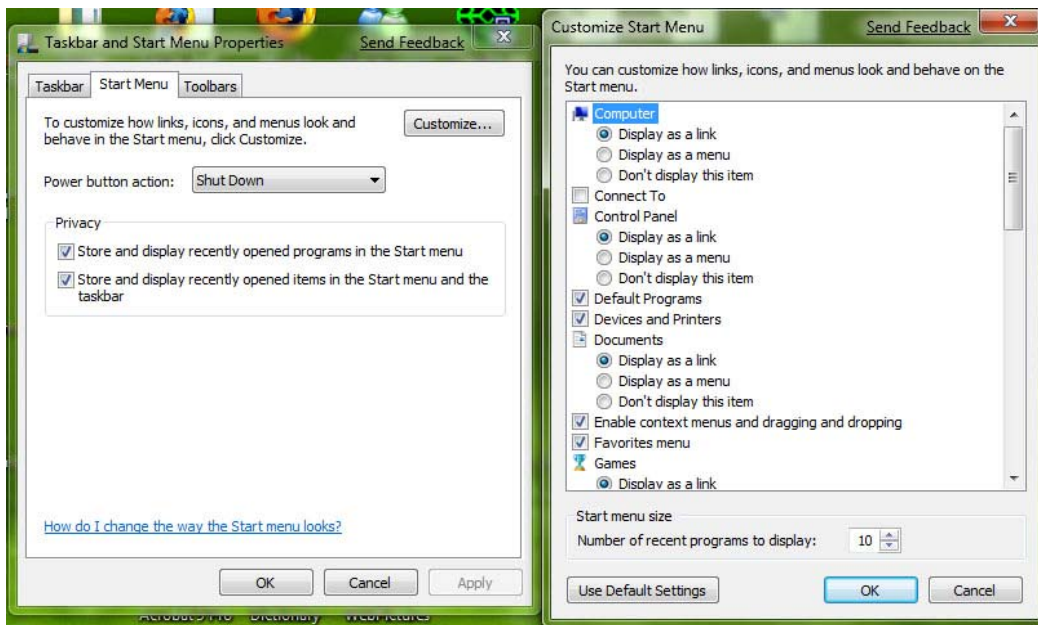 Taskbar and Start Menu Properties
Send Feedback
Taskbar
Start Menu
Toolbars
To customize how links, icons, and menus look and
behave in the Start menu, click Customize.
Customize...
Power button action:
Shut Down
Privacy
Store and display recently opened programs in the Start menu
Store and display recently opened items in the Start menu and the
taskbar
How do I change the way the Start menu looks?
OK
Cancel
Apply
Acrobat 9 Pro
Dictionary
WebPictures
Customize Start Menu
Send Feedback
You can customize how links, icons, and menus look and behave on the
Start menu.
Computer
Display as a link
Display as a menu
Don't display this item
Connect To
Control Panel
Display as a link
Display as a menu
Don't display this item
Default Programs
Devices and Printers
Documents
Display as a link
Display as a menu
Don't display this item
Enable context menus and dragging and dropping
Favorites menu
Games
Display as a link
Start menu size
Number of recent programs to display:
10
Use Default Settings
OK
Cancel